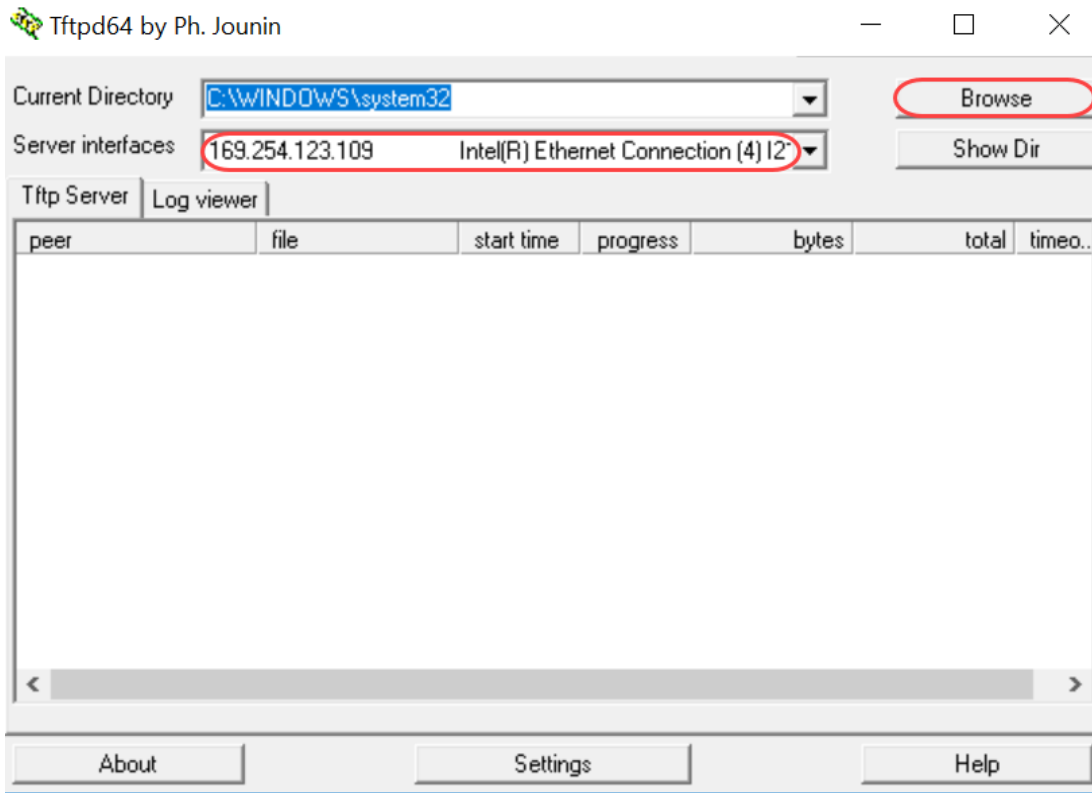 Tftpd64 by Ph. Jounin
Current Directory C:\WINDOWS\system32 Browse
Server interfaces 169.254.123.109 Intel(R) Ethernet Connection (4) I21 Show Dir
Tftp Server Log viewer
peer file start time progress bytes total timeo..
About Settings Help